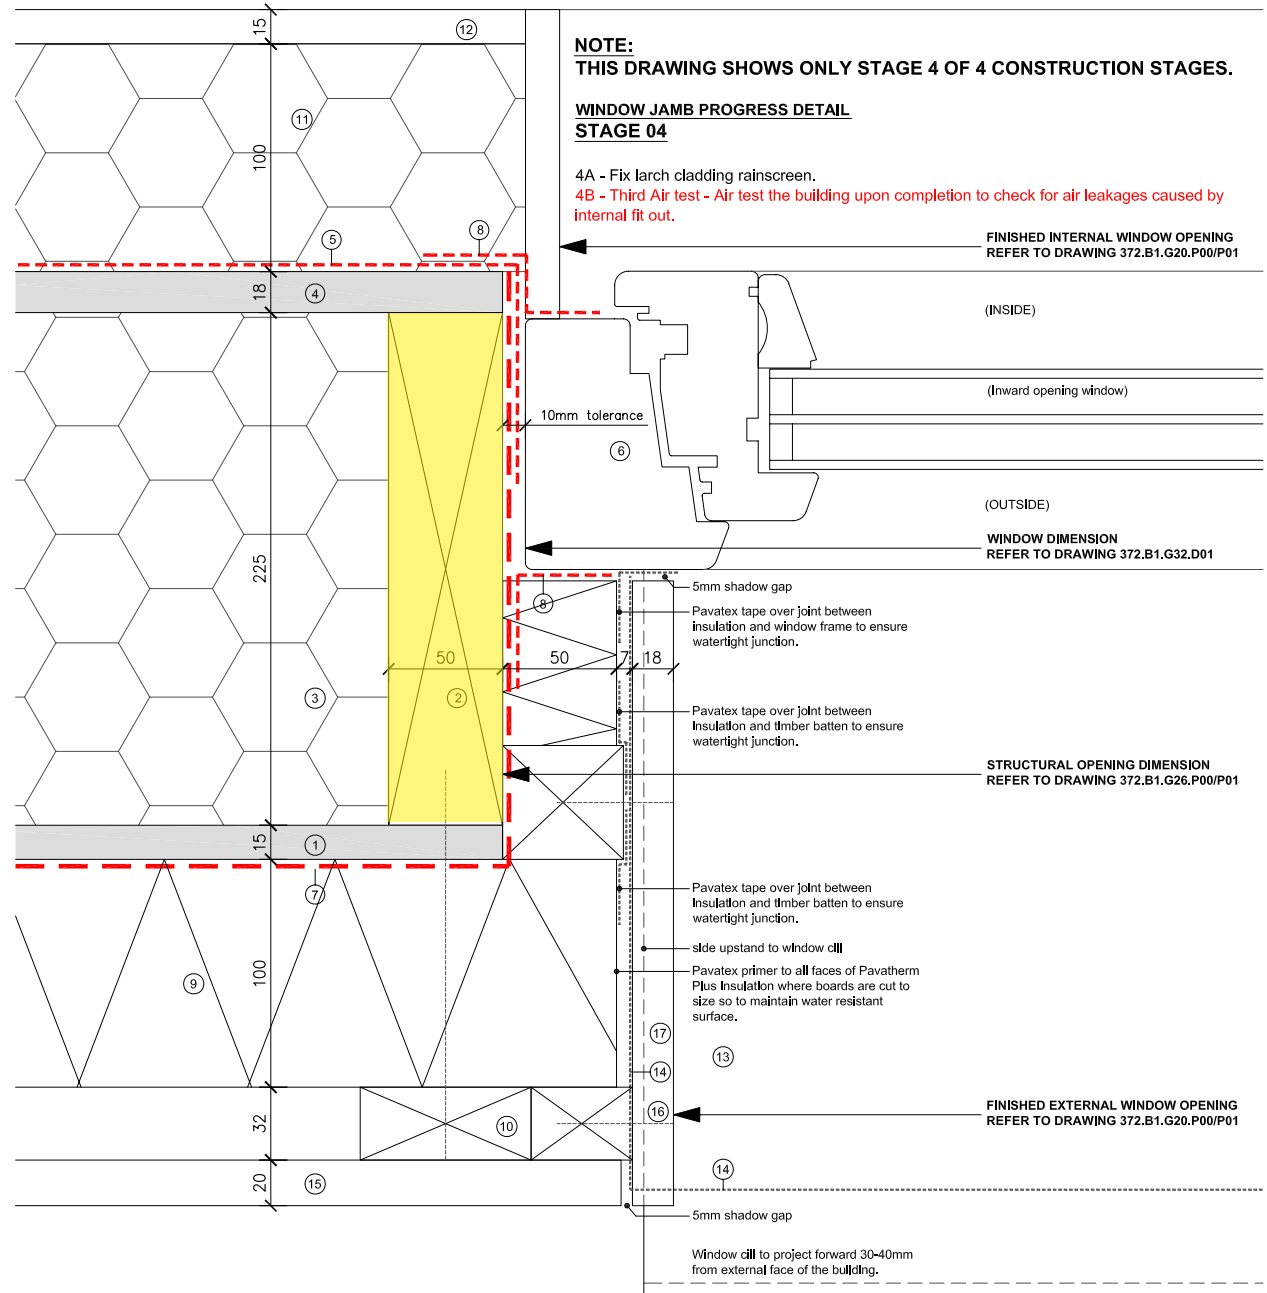 NOTE:
THIS DRAWING SHOWS ONLY STAGE 4 OF 4 CONSTRUCTION STAGES.
WINDOW JAMB PROGRESS DETAIL
STAGE 04
4A - Fix larch cladding rainscreen.
4B - Third Air test - Air test the building upon completion to check for air leakages caused by
internal fit out.
15
12
11
100
5
8
FINISHED INTERNAL WINDOW OPENING
REFER TO DRAWING 372.B1.G20.P00/P01
18
4
(INSIDE)
(Inward opening window)
10mm tolerance
6
(OUTSIDE)
WINDOW DIMENSION
REFER TO DRAWING 372.B1.G32.D01
225
5mm shadow gap
8
Pavatex tape over joint between
insulation and window frame to ensure
watertight junction.
50
50
7
18
3
2
Pavatex tape over joint between
insulation and timber batten to ensure
watertight junction.
STRUCTURAL OPENING DIMENSION
REFER TO DRAWING 372.B1.G26.P00/P01
15
1
7
Pavatex tape over joint between
insulation and timber batten to ensure
watertight junction.
side upstand to window cill
9
100
Pavatex primer to all faces of Pavatherm
Plus insulation where boards are cut to
size so to maintain water resistant
surface.
17
13
14
16
FINISHED EXTERNAL WINDOW OPENING
REFER TO DRAWING 372.B1.G20.P00/P01
32
10
14
20
15
5mm shadow gap
Window cill to project forward 30-40mm
from external face of the building.